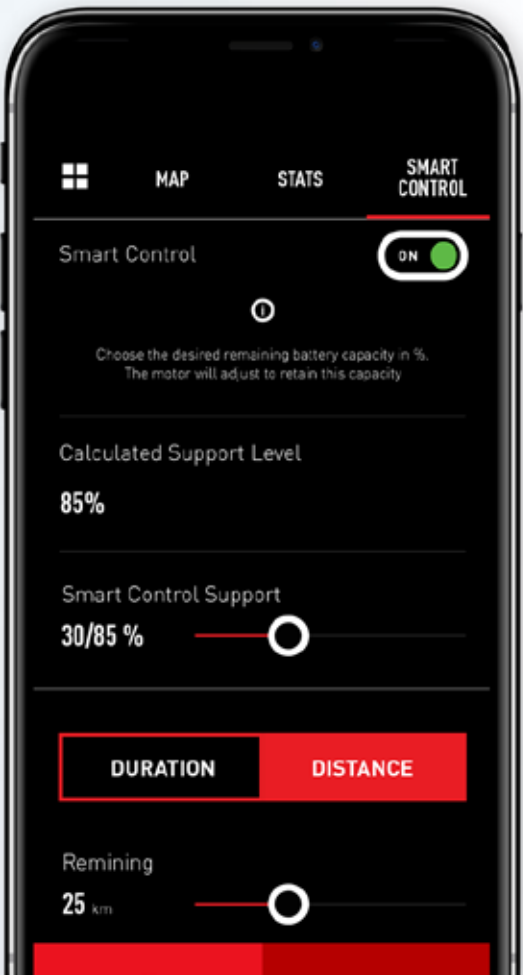 MAP
STATS
SMART
CONTROL
Smart Control
ON
Choose the desired remaining battery capacity in %.
The motor will adjust to retain this capacity
Calculated Support Level
85%
Smart Control Support
30/85 %
DURATION
DISTANCE
Remining
25 km